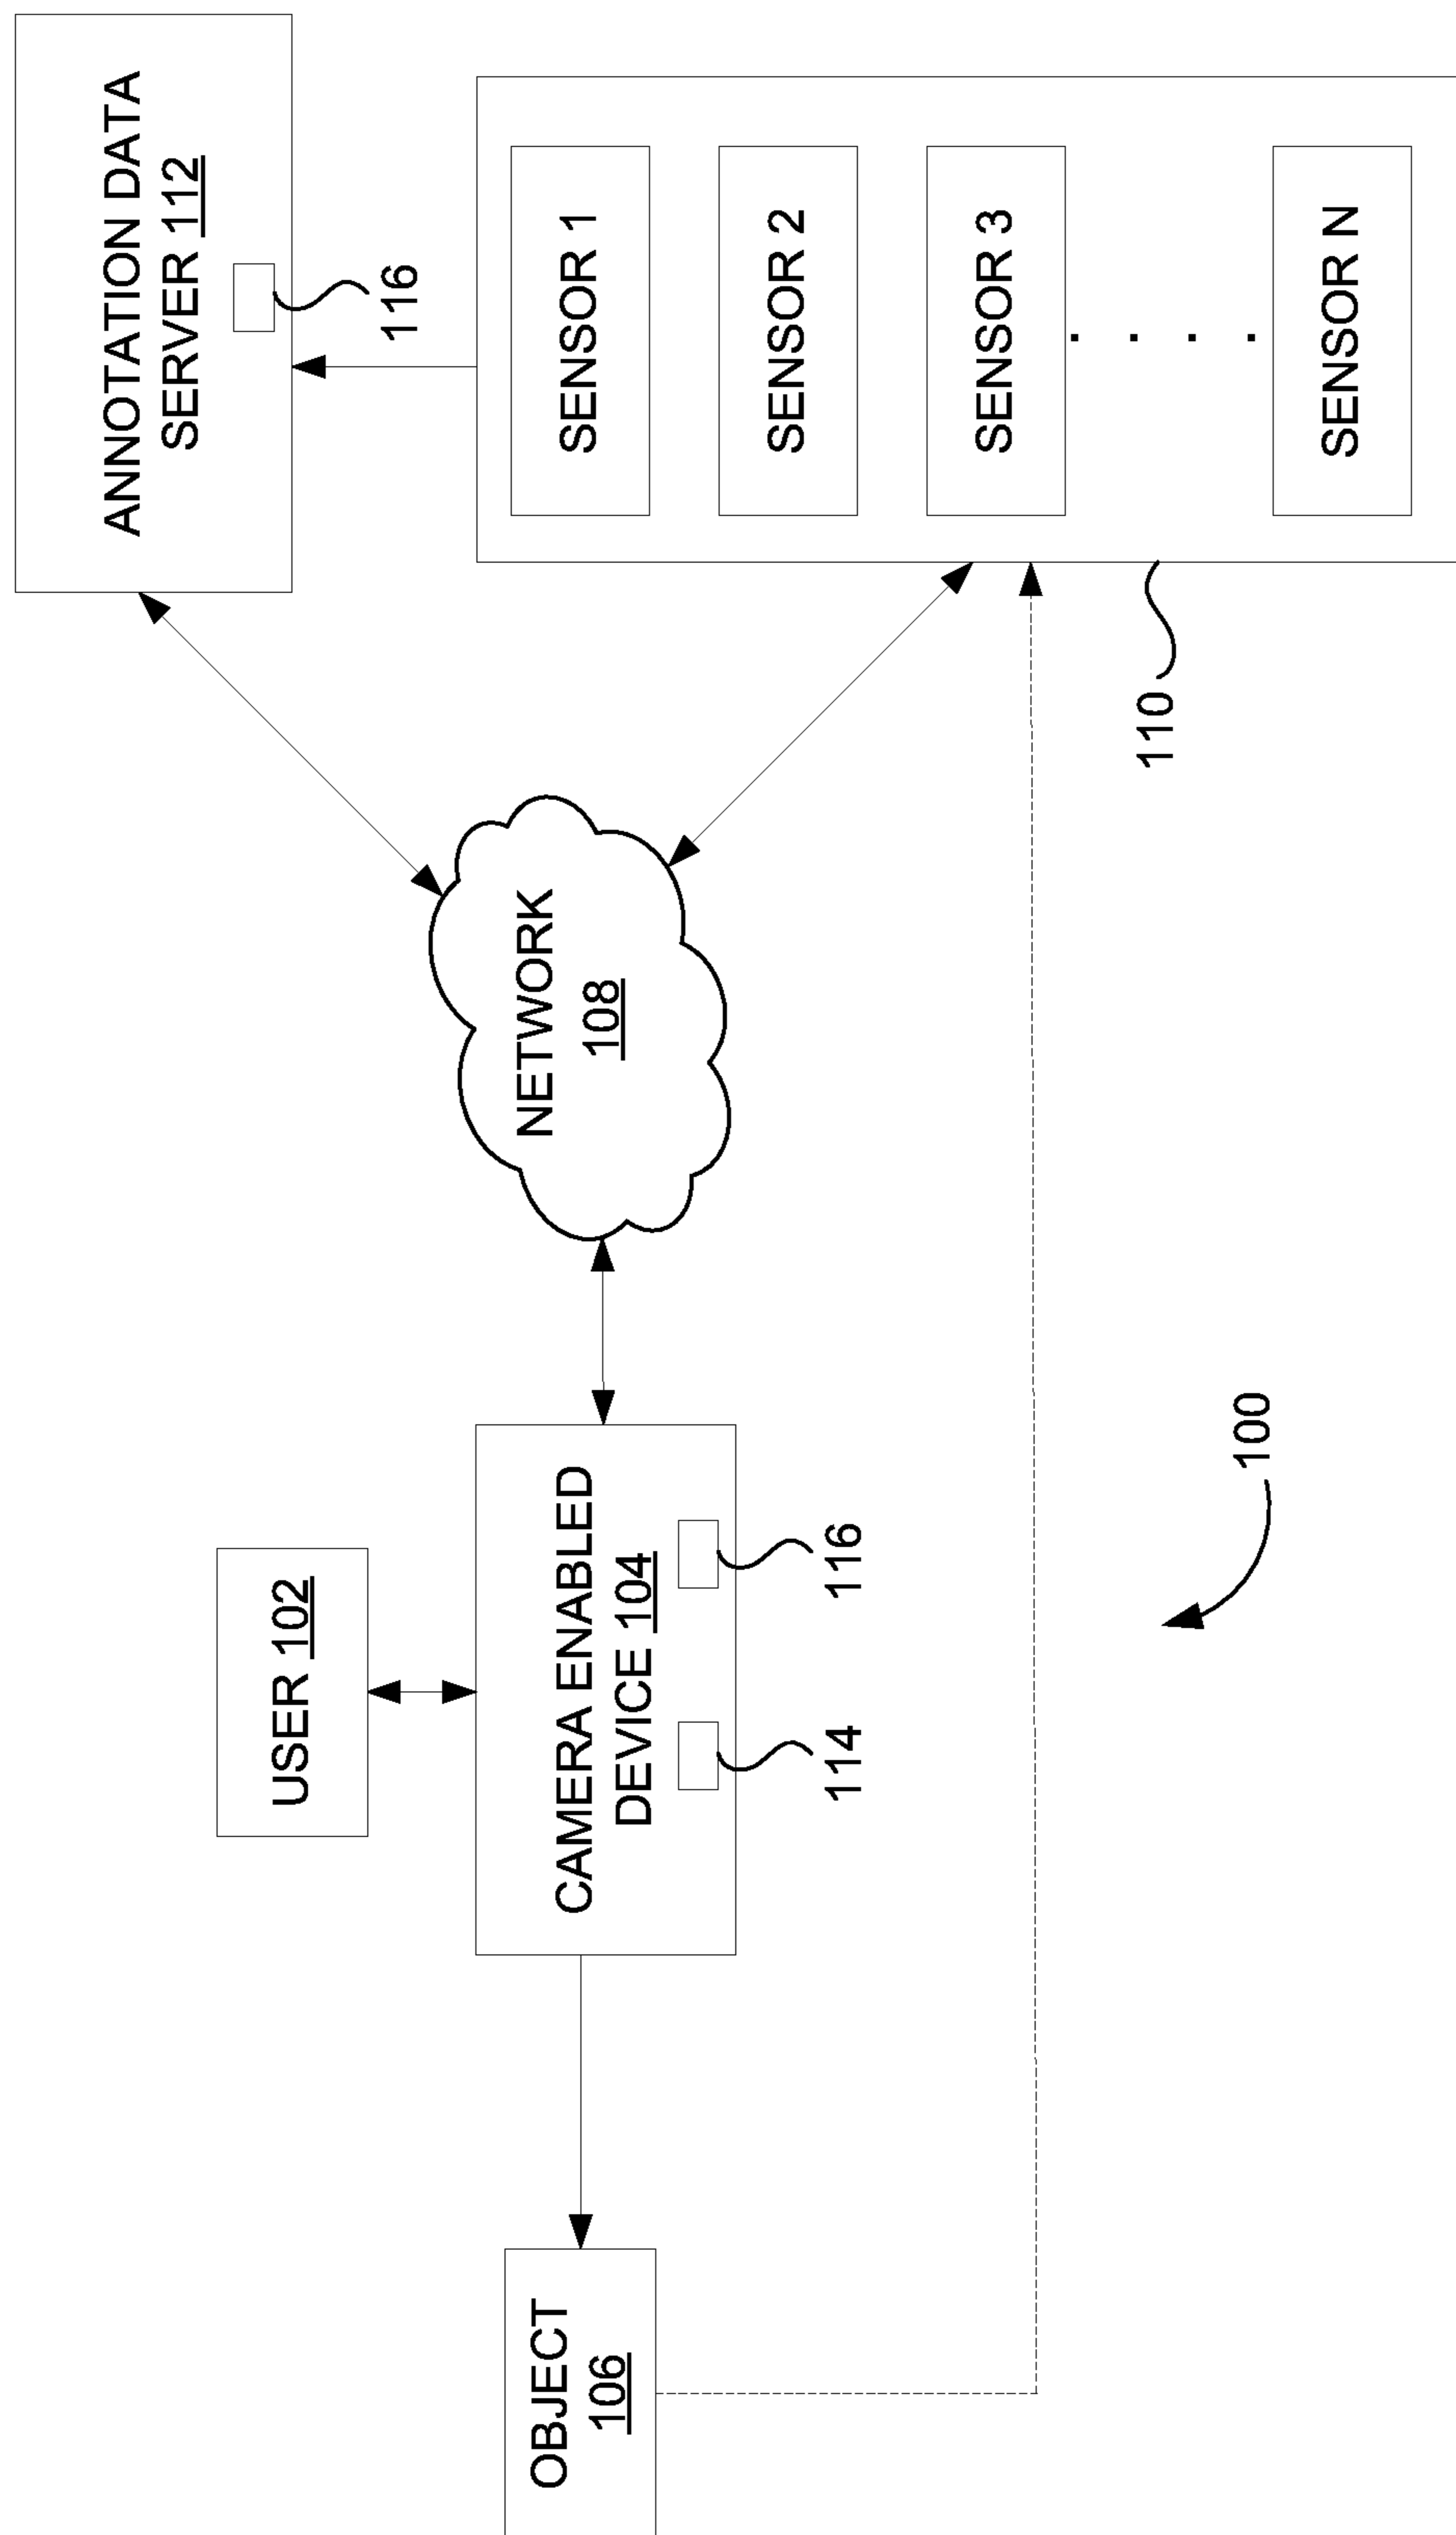 ANNOTATION DATA
SERVER 112
116
USER 102
NETWORK
108
SENSOR 1
OBJECT
106
CAMERA ENABLED
DEVICE 104
114
116
SENSOR 2
SENSOR 3
. . . .
SENSOR N
110
100